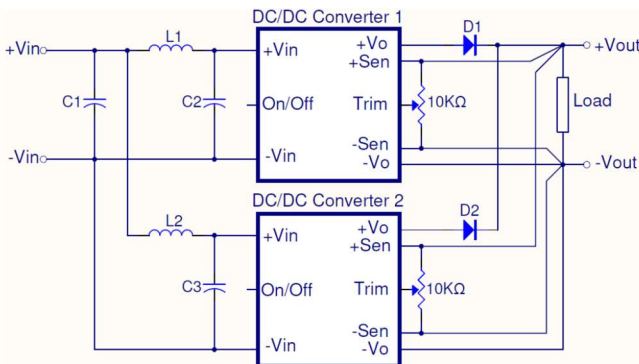 DC/DC Converter 1
D1
+Vin
L1
+Vin
+Vo
+Vout
+Sen
C1
C2
On/Off
Trim
10KΩ
Load
-Sen
-Vin
-Vin
-Vo
-Vout
DC/DC Converter 2
D2
L2
+Vin
+Vo
+Sen
C3
On/Off
Trim
10KΩ
-Sen
-Vin
-Vo